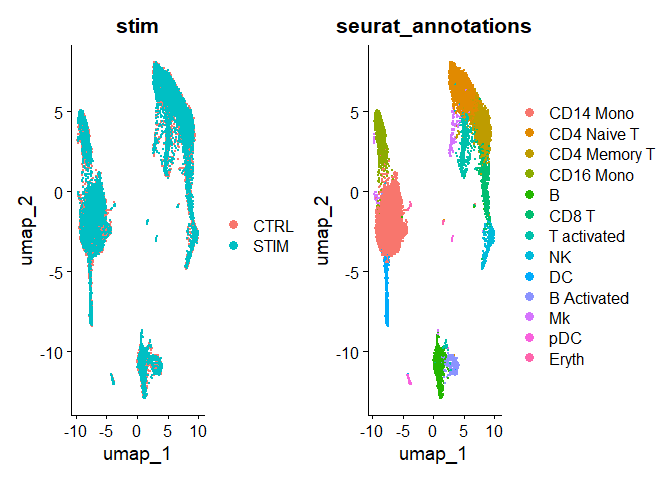 stim
umap_2
5
0
-5
-10
-10
-5
0
5
10
umap_1
CTRL
STIM
seurat_annotations
umap_2
5
0
-5
-10
-10
-5
0
5
10
umap_1
CD14 Mono
CD4 Naive T
CD4 Memory T
CD16 Mono
B
CD8 T
T activated
NK
DC
B Activated
Mk
pDC
Eryth